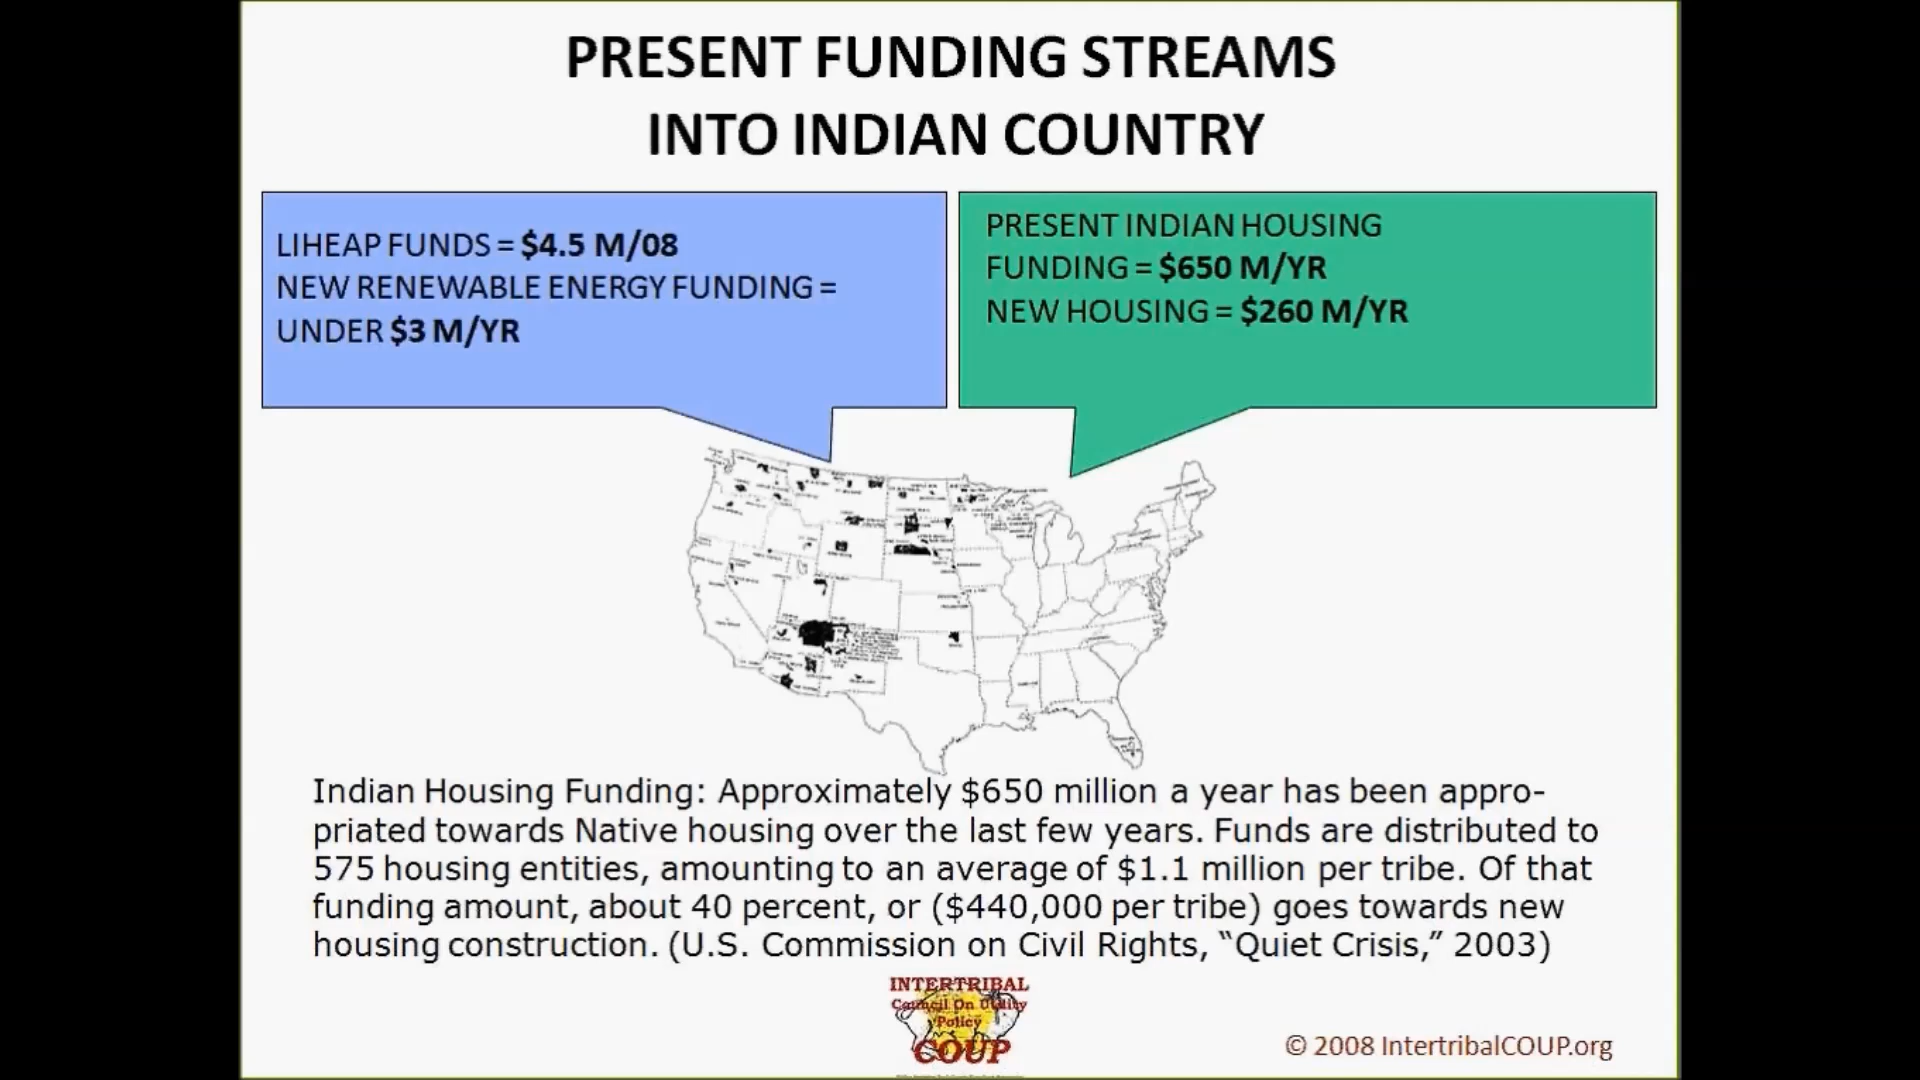 PRESENT FUNDING STREAMS
INTO INDIAN COUNTRY
LIHEAP FUNDS = $4.5 M/08
NEW RENEWABLE ENERGY FUNDING =
UNDER $3 M/YR
PRESENT INDIAN HOUSING
FUNDING = $650 M/YR
NEW HOUSING = $260 M/YR
Indian Housing Funding: Approximately $650 million a year has been appro-
priated towards Native housing over the last few years. Funds are distributed to
575 housing entities, amounting to an average of $1.1 million per tribe. Of that
funding amount, about 40 percent, or ($440,000 per tribe) goes towards new
housing construction. (U.S. Commission on Civil Rights, “Quiet Crisis,” 2003)
INTERTRIBAL
Council On Utility
Policy
COUP
© 2008 IntertribalCOUP.org